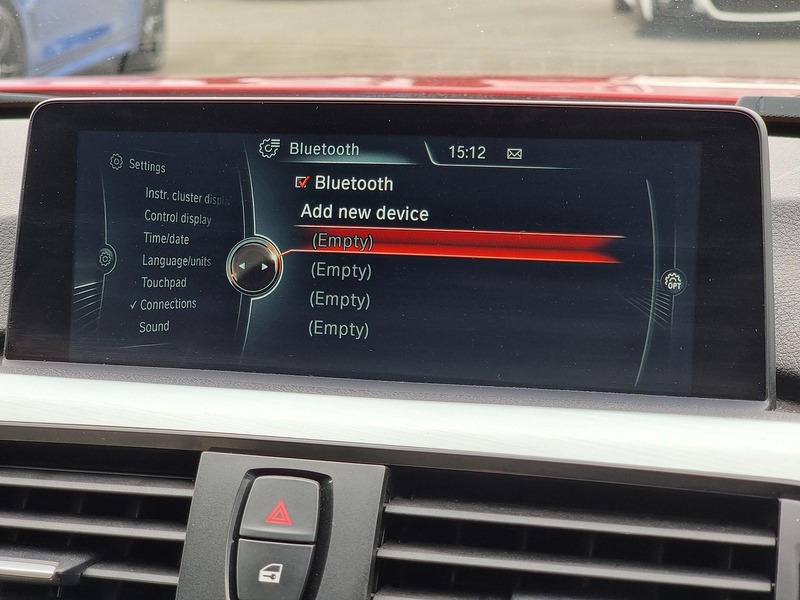 Bluetooth 15:12
Settings
Bluetooth
Instr. cluster displ
Add new device
Control display
(Empty)
Time/date
(Empty)
Language/units
(Empty)
Touchpad
(Empty)
Connections
Sound
OPT